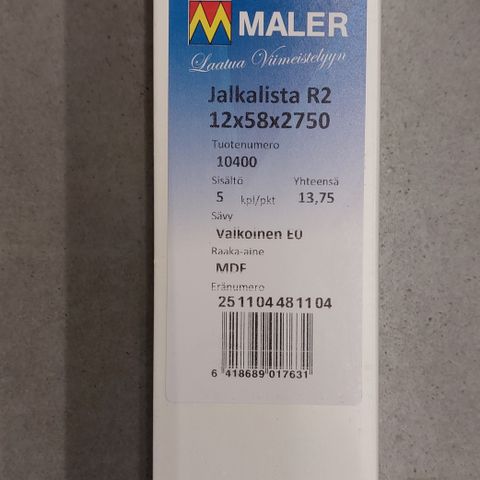 MALER
Laatua Viimeistelyyn
Jalkalista R2
12x58x2750
Tuotenumero
10400
Sisältö Yhteensä
5 kpl/pkt 13,75
Sävy
Valkoinen E0
Raaka-aine
MDF
Eränumero
251104481104
6 418689 017631